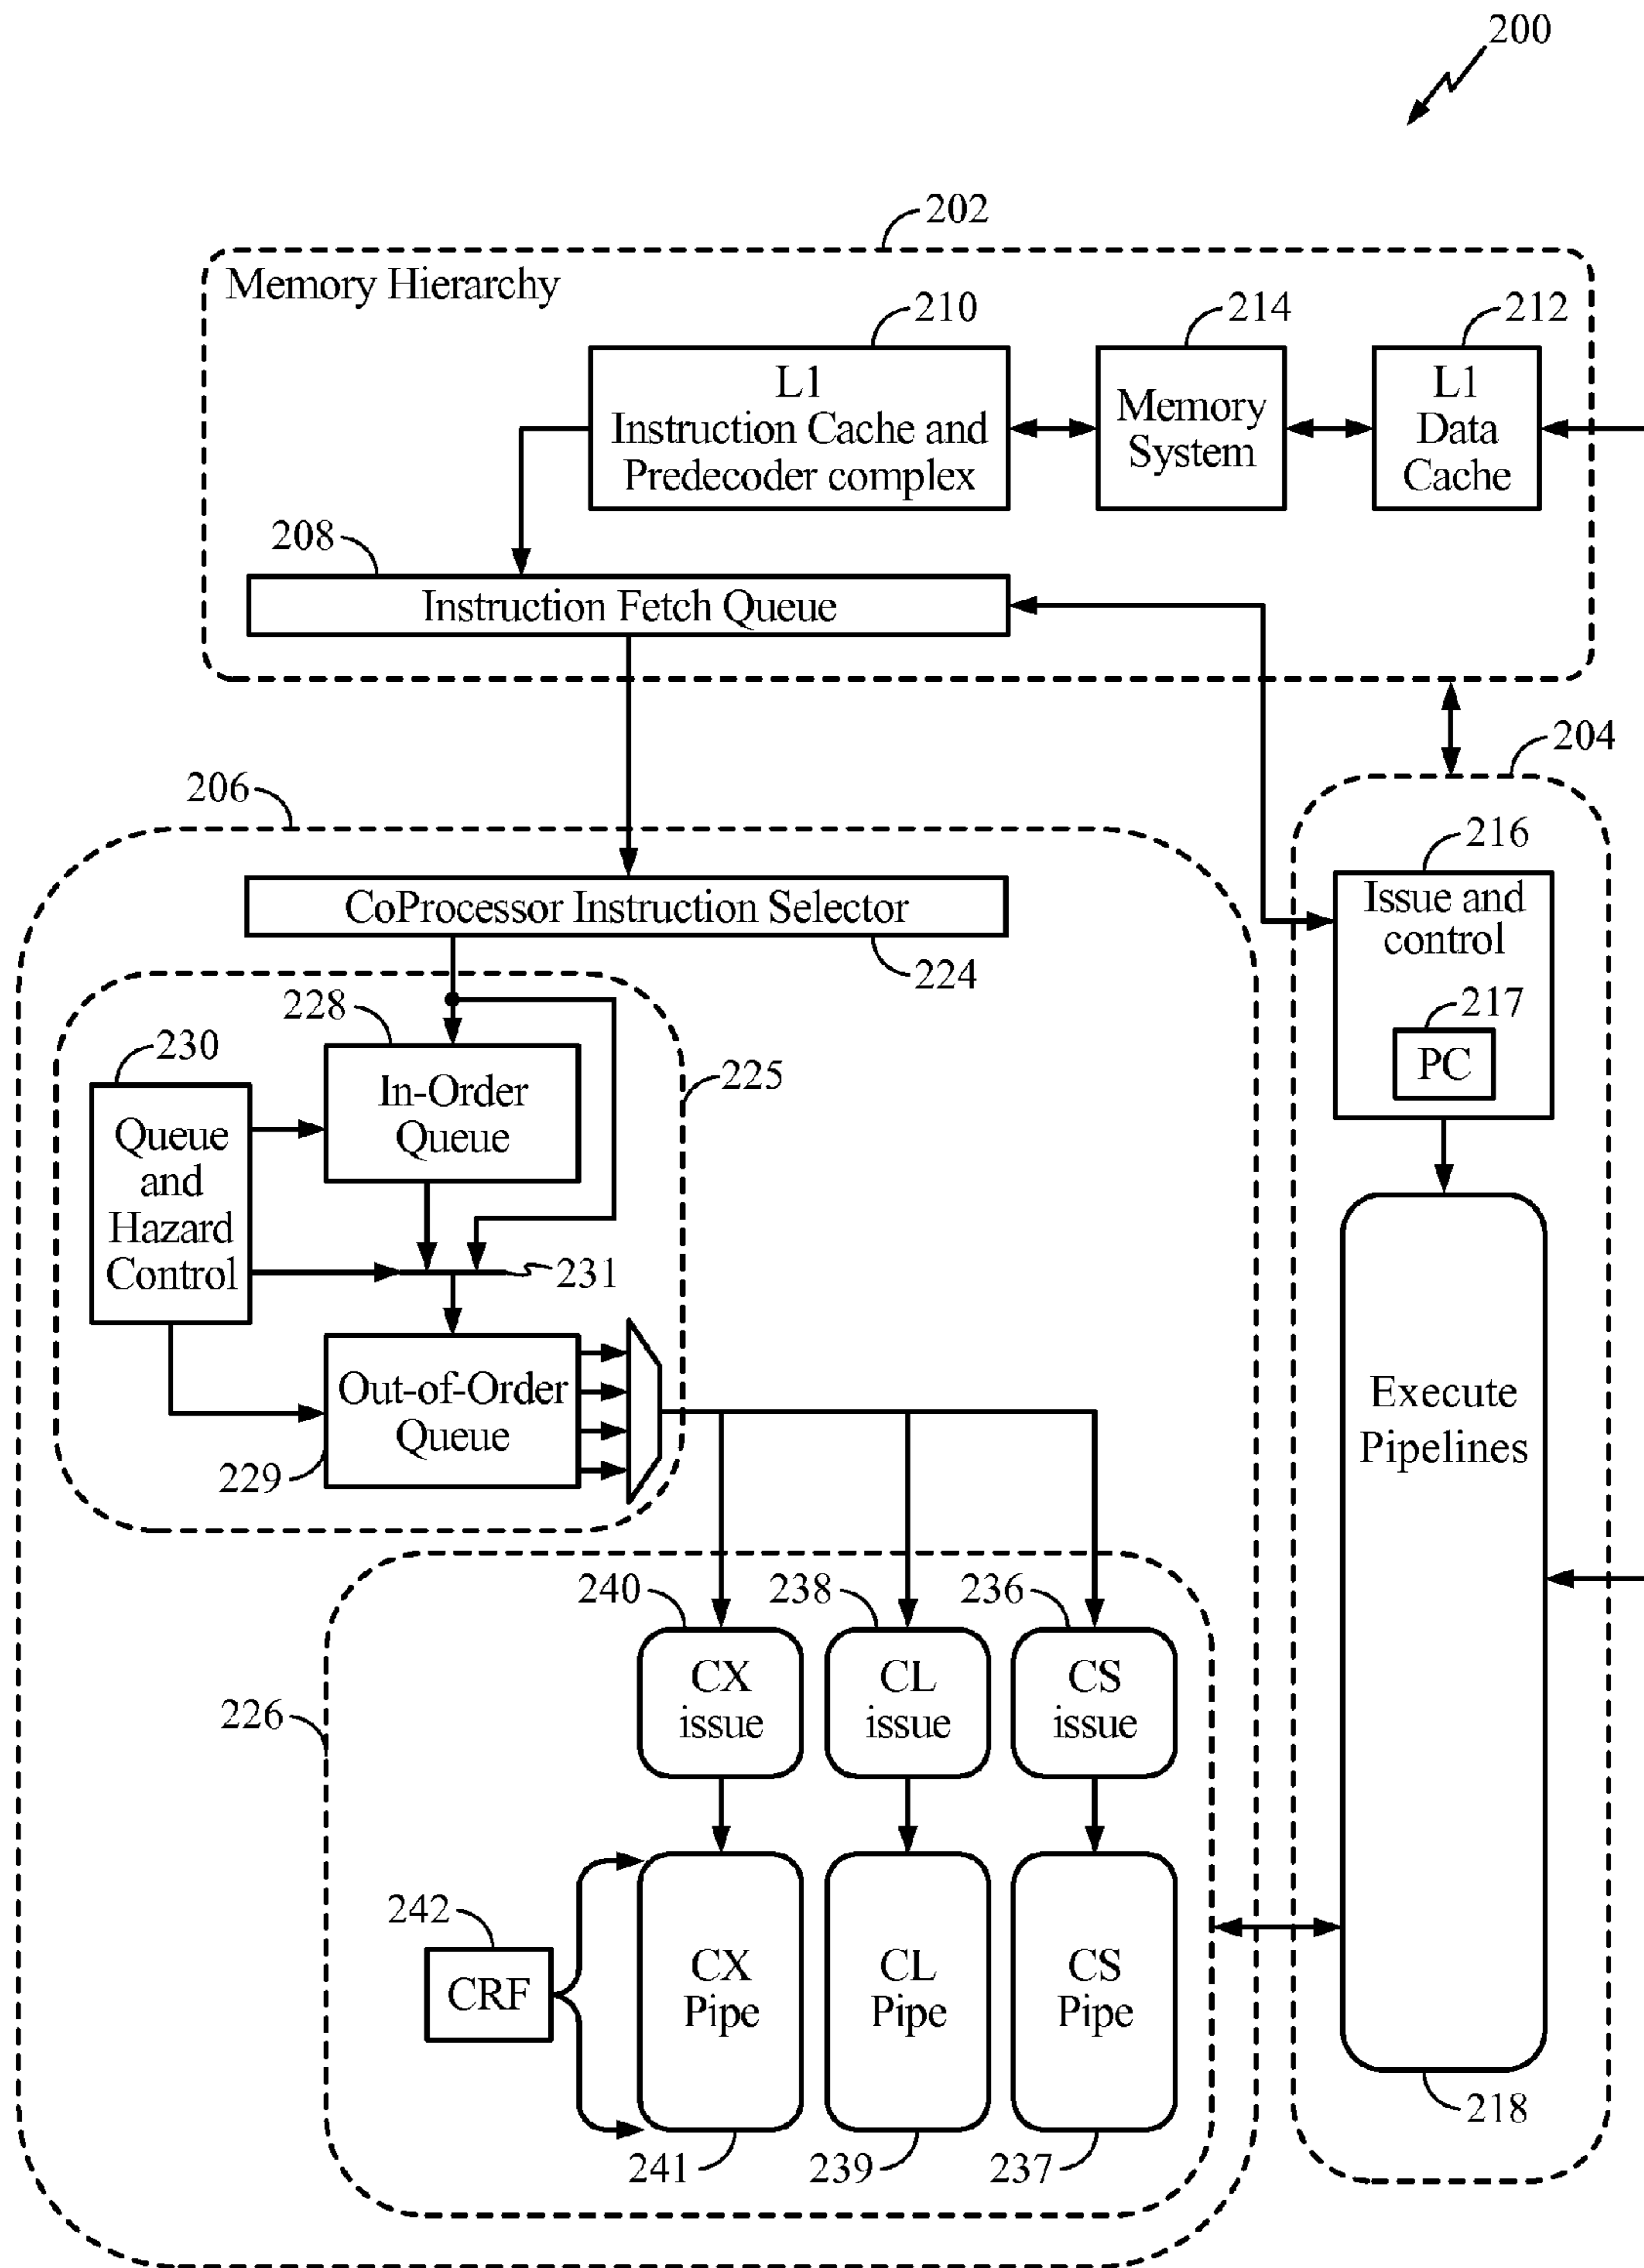 200
202
Memory Hierarchy
210
214
212
L1
Instruction Cache and
Predecoder complex
Memory
System
L1
Data
Cache
208
Instruction Fetch Queue
204
206
216
Issue and
control
217
PC
CoProcessor Instruction Selector
224
228
230
225
In-Order
Queue
Queue
and
Hazard
Control
231
Out-of-Order
Queue
229
Execute
Pipelines
240
238
236
CX
issue
CL
issue
CS
issue
226
242
CRF
CX
Pipe
CL
Pipe
CS
Pipe
218
241
239
237